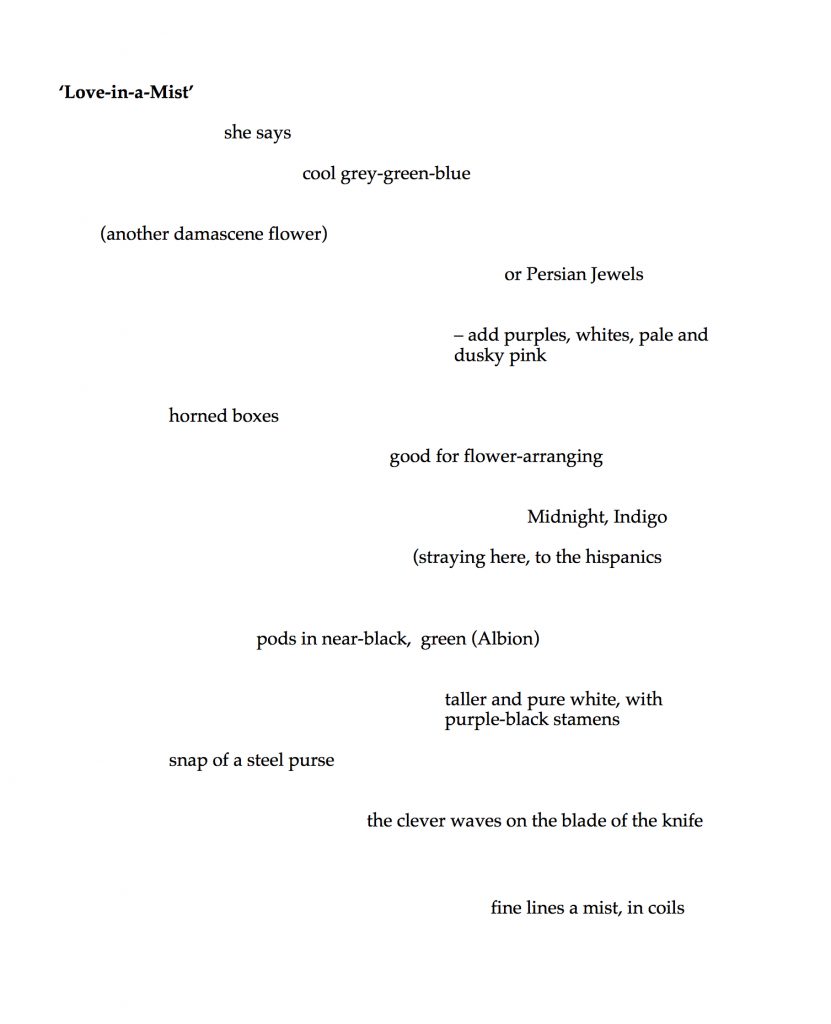 ‘Love-in-a-Mist’
she says
cool grey-green-blue
(another damascene flower)
or Persian Jewels
– add purples, whites, pale and
dusky pink
horned boxes
good for flower-arranging
Midnight, Indigo
(straying here, to the hispanics
pods in near-black,  green (Albion)
taller and pure white, with
purple-black stamens
snap of a steel purse
the clever waves on the blade of the knife
fine lines a mist, in coils